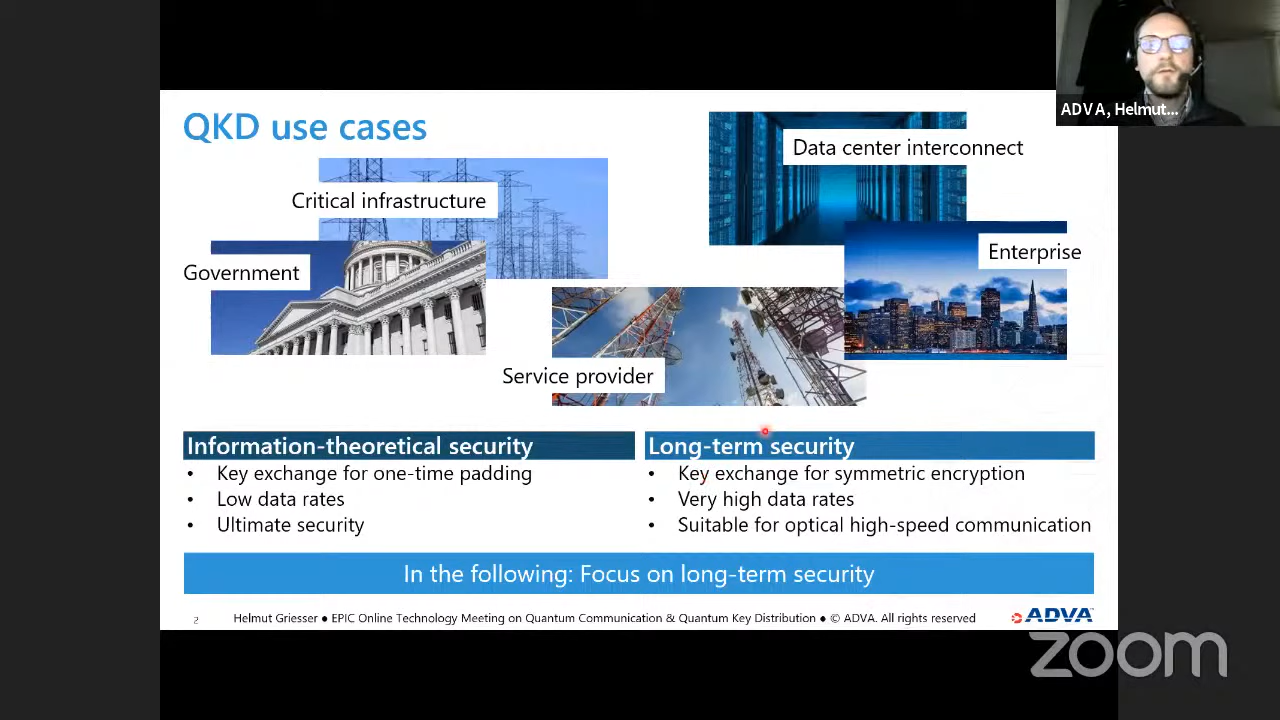 QKD use cases
Critical infrastructure
Government
Service provider
Data center interconnect
Enterprise
Information-theoretical security
• Key exchange for one-time padding
• Low data rates
• Ultimate security
Long-term security
• Key exchange for symmetric encryption
• Very high data rates
• Suitable for optical high-speed communication
In the following: Focus on long-term security
2
Helmut Griesser ● EPIC Online Technology Meeting on Quantum Communication & Quantum Key Distribution ● © ADVA. All rights reserved
ADVA
ADVA, Helmut...
zoom